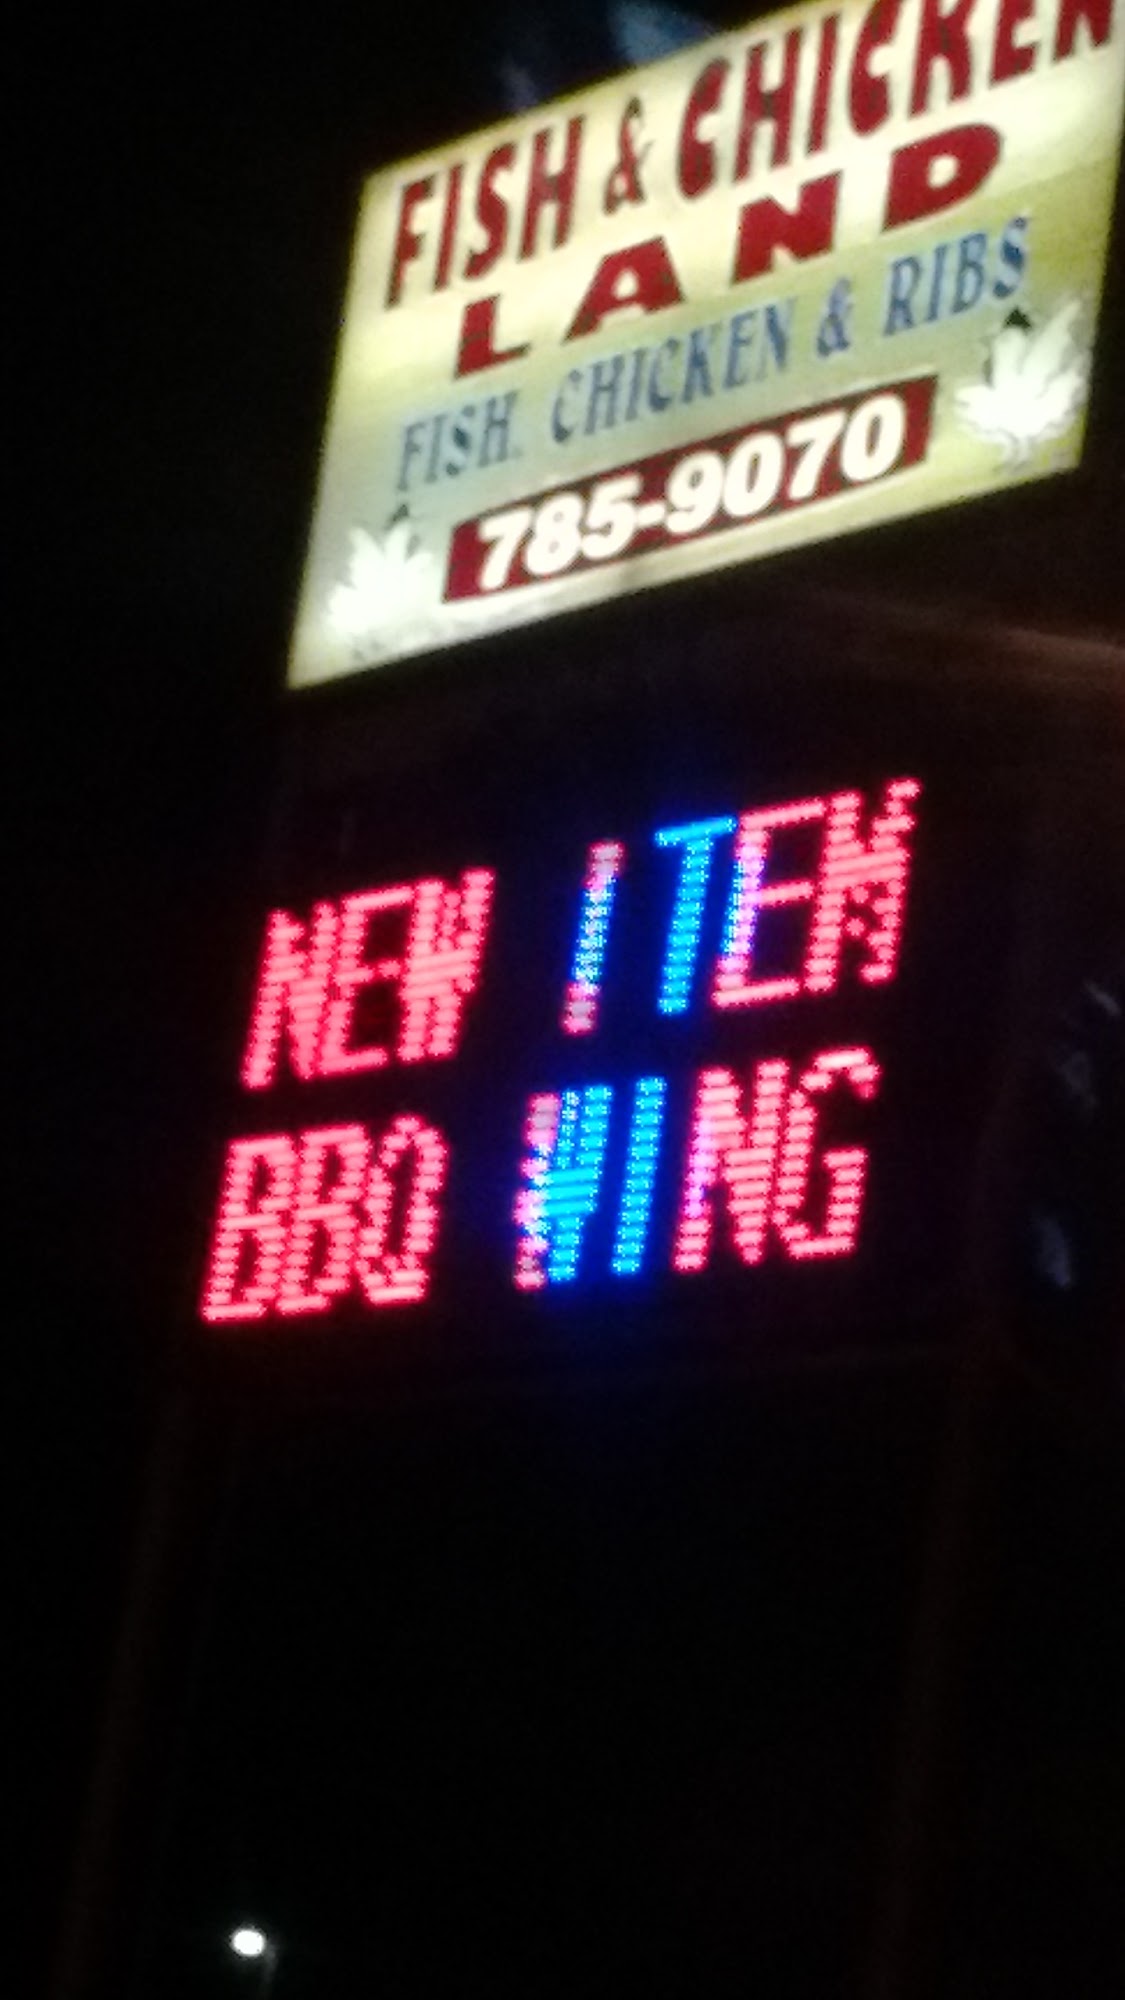 FISH & CHICKEN
LAND
FISH, CHICKEN & RIBS
785-9070
NEW ITEM
BBQ WING